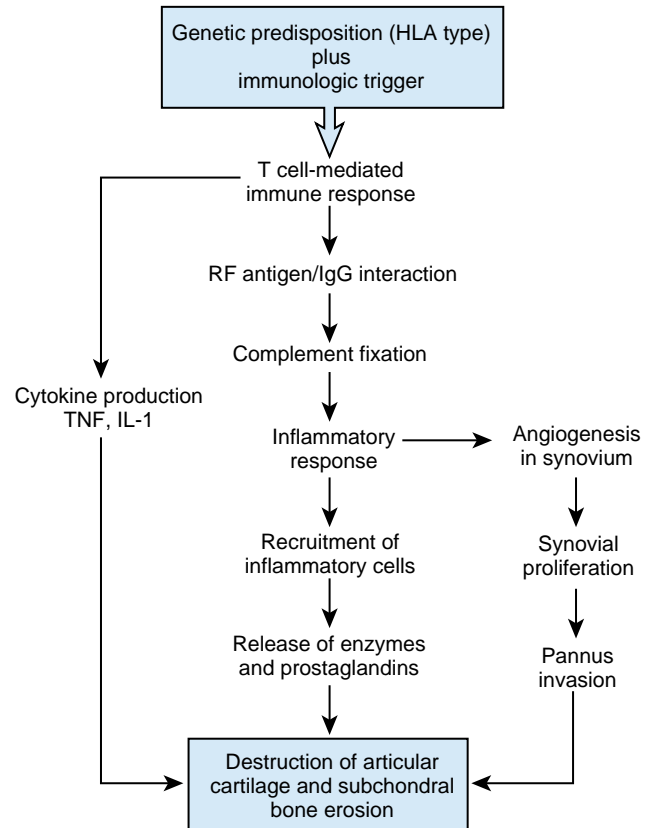 Genetic predisposition (HLA type)
plus
immunologic trigger
T cell-mediated
immune response
RF antigen/IgG interaction
Complement fixation
Cytokine production
TNF, IL-1
Inflammatory
response
Angiogenesis
in synovium
Recruitment of
inflammatory cells
Synovial
proliferation
Release of enzymes
and prostaglandins
Pannus
invasion
Destruction of articular
cartilage and subchondral
bone erosion